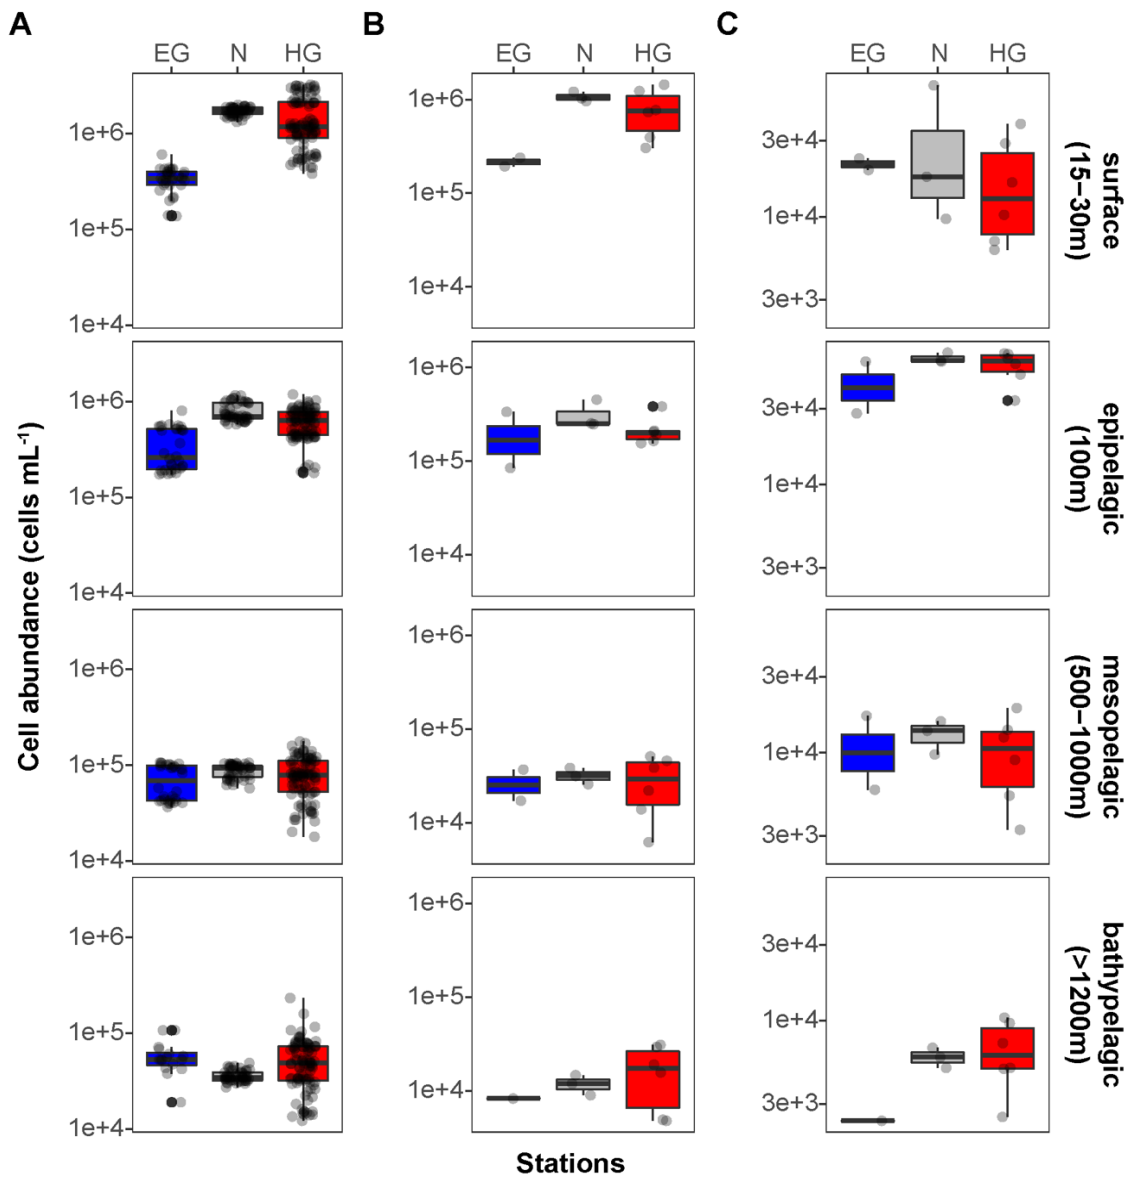 A B C
EG N HG EG N HG EG N HG
1e+6 1e+5 1e+4
1e+6 1e+5 1e+4
3e+4 1e+4 3e+3
surface
(15–30m)
1e+6 1e+5 1e+4
1e+6 1e+5 1e+4
3e+4 1e+4 3e+3
epipelagic
(100m)
1e+6 1e+5 1e+4
1e+6 1e+5 1e+4
3e+4 1e+4 3e+3
mesopelagic
(500–1000m)
1e+6 1e+5 1e+4
1e+6 1e+5 1e+4
3e+4 1e+4 3e+3
bathypelagic
(>1200m)
Cell abundance (cells mL⁻¹)
Stations